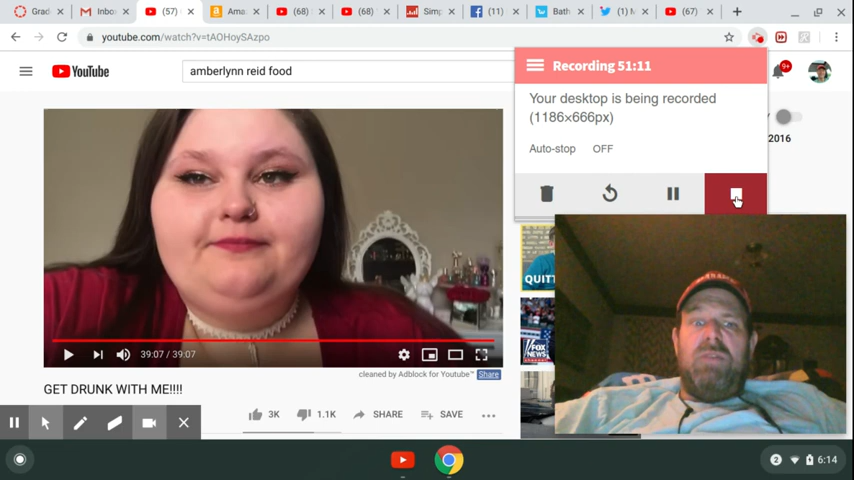 Grad
Inbo
(57)
Ama
(68)
(68)
Simp
(11)
Bath
(1) M
(67)
youtube.com/watch?v=tAOHoySAzpo
YouTube
amberlynn reid food
9+
Recording 51:11
Your desktop is being recorded
(1186×666px)
Auto-stop OFF
2016
QUIT
FOX
NEWS
39:07 / 39:07
cleaned by Adblock for Youtube™ Share
GET DRUNK WITH ME!!!!
3K 1.1K SHARE SAVE
2 6:14